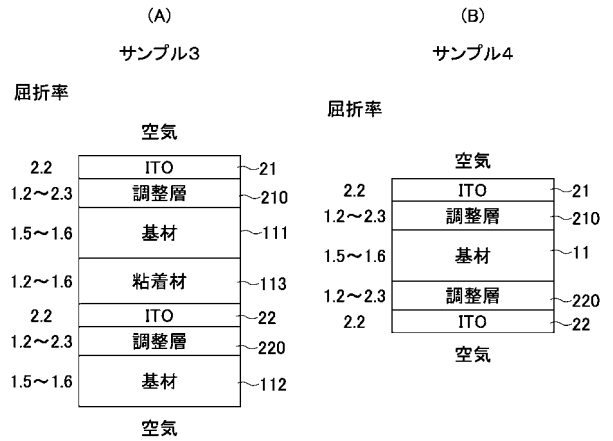 (A)
サンプル3
屈折率
空気
2.2 ITO 21
1.2～2.3 調整層 210
1.5～1.6 基材 111
1.2～1.6 粘着材 113
2.2 ITO 22
1.2～2.3 調整層 220
1.5～1.6 基材 112
空気
(B)
サンプル4
屈折率
空気
2.2 ITO 21
1.2～2.3 調整層 210
1.5～1.6 基材 11
1.2～2.3 調整層 220
2.2 ITO 22
空気